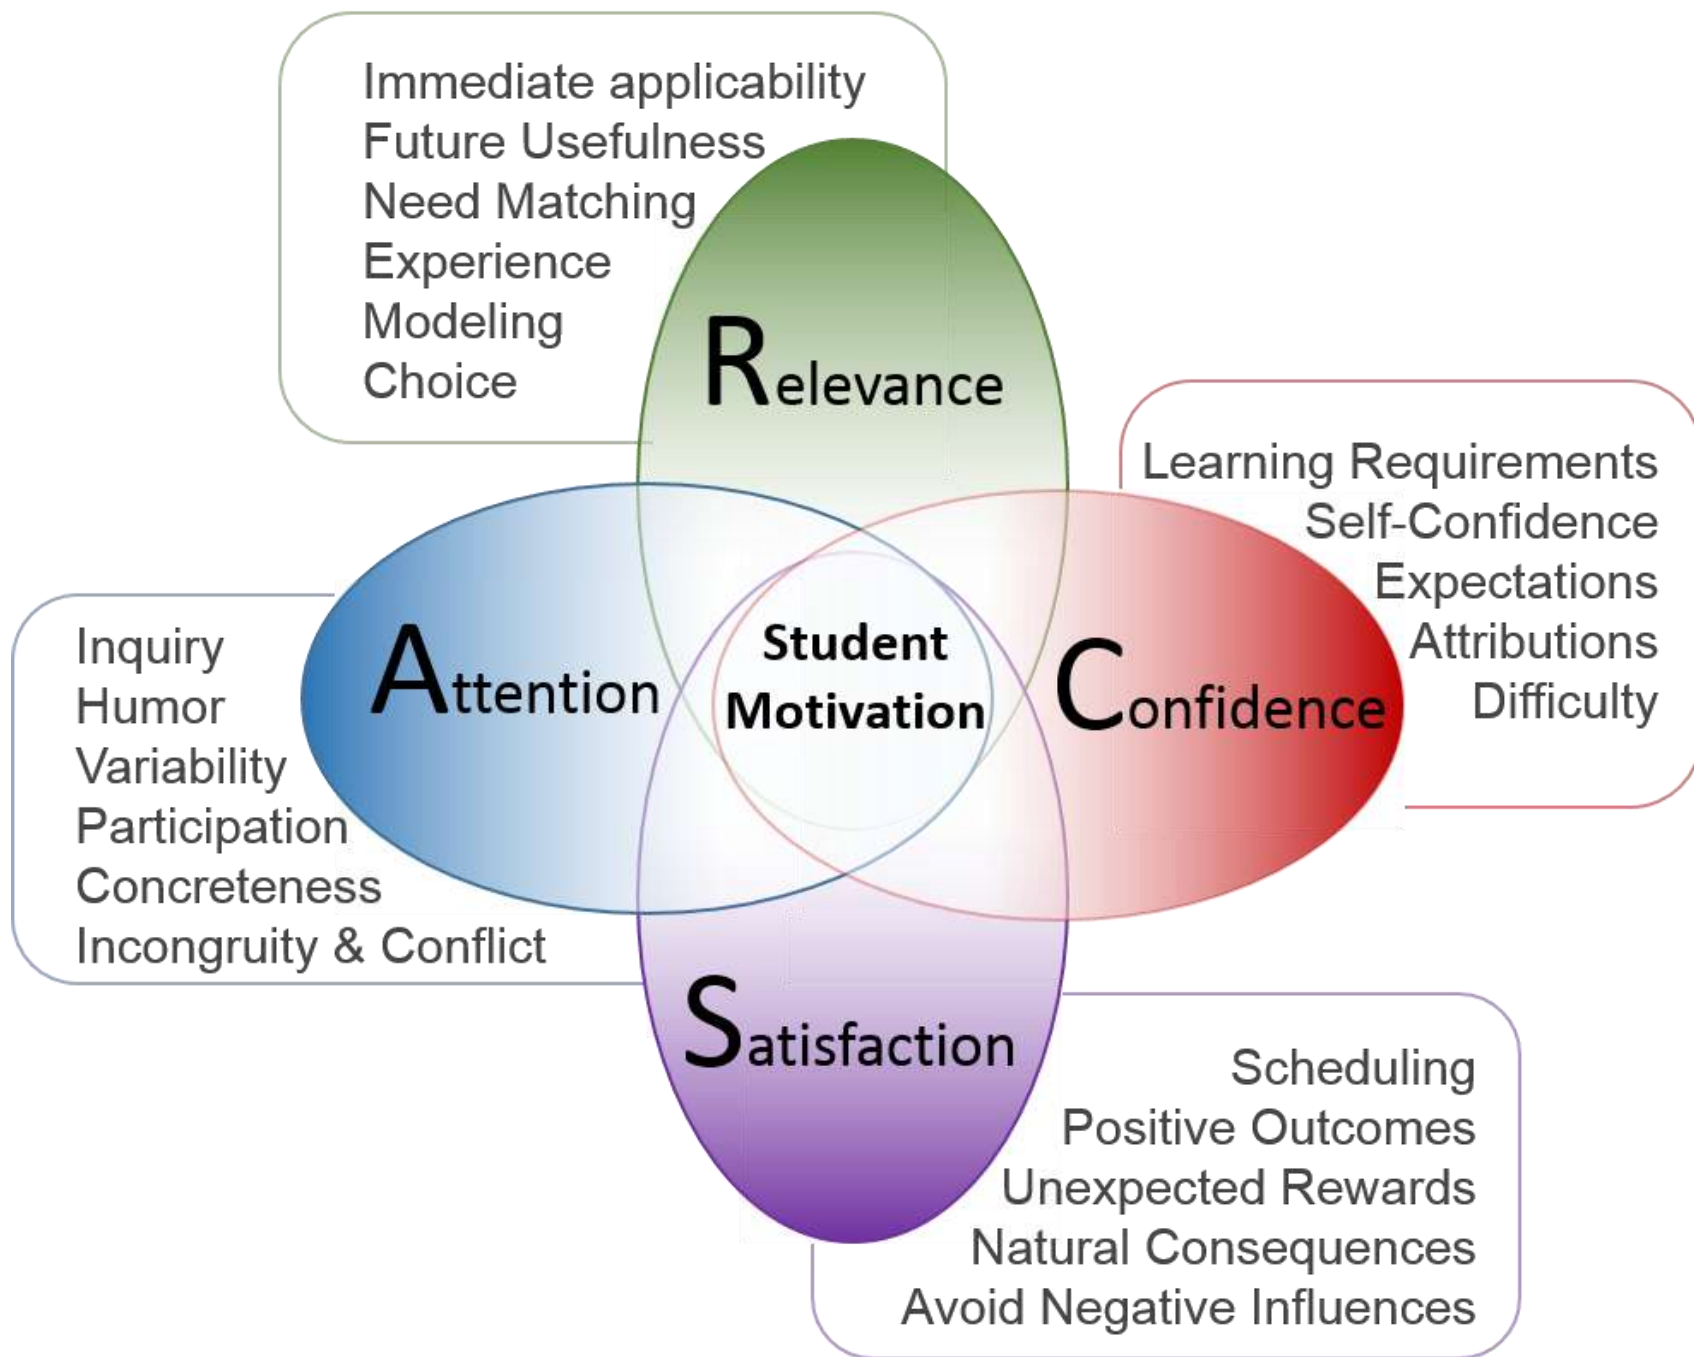 Immediate applicability
Future Usefulness
Need Matching
Experience
Modeling
Choice
Relevance
Learning Requirements
Self-Confidence
Expectations
Attributions
Difficulty
Confidence
Student
Motivation
Attention
Inquiry
Humor
Variability
Participation
Concreteness
Incongruity & Conflict
Satisfaction
Scheduling
Positive Outcomes
Unexpected Rewards
Natural Consequences
Avoid Negative Influences